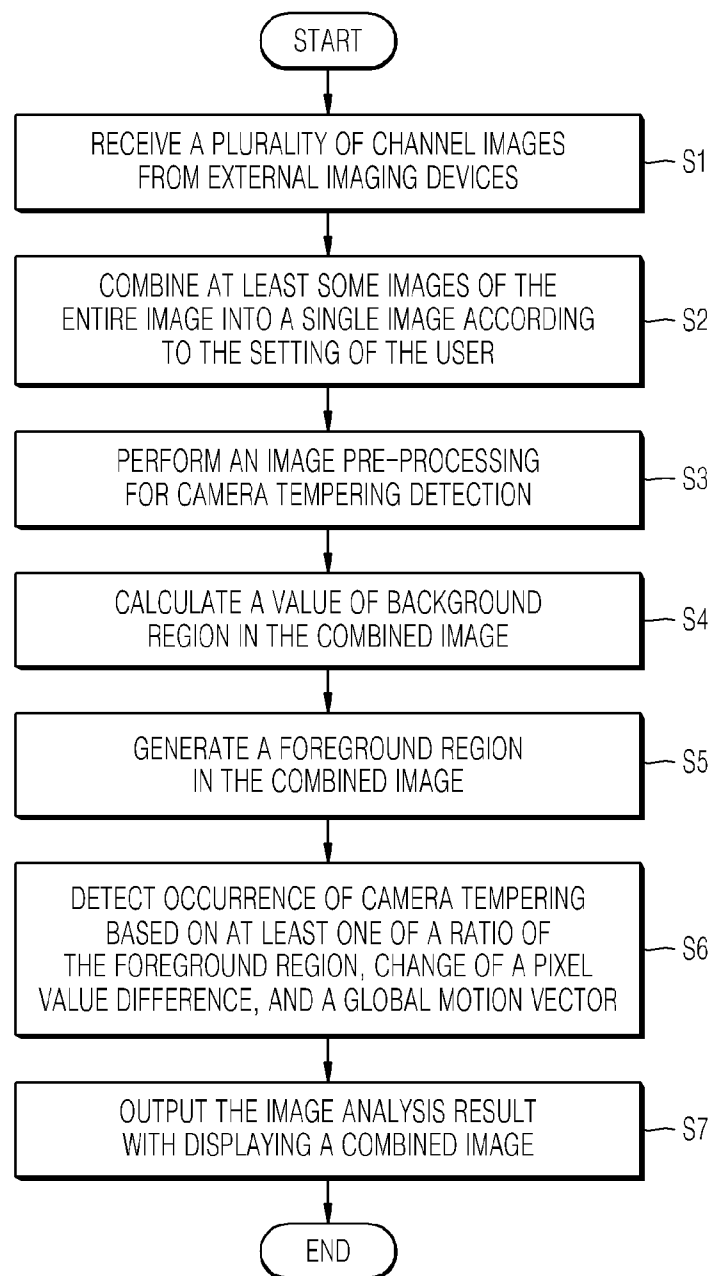 START
RECEIVE A PLURALITY OF CHANNEL IMAGES
FROM EXTERNAL IMAGING DEVICES
S1
COMBINE AT LEAST SOME IMAGES OF THE
ENTIRE IMAGE INTO A SINGLE IMAGE ACCORDING
TO THE SETTING OF THE USER
S2
PERFORM AN IMAGE PRE-PROCESSING
FOR CAMERA TEMPERING DETECTION
S3
CALCULATE A VALUE OF BACKGROUND
REGION IN THE COMBINED IMAGE
S4
GENERATE A FOREGROUND REGION
IN THE COMBINED IMAGE
S5
DETECT OCCURRENCE OF CAMERA TEMPERING
BASED ON AT LEAST ONE OF A RATIO OF
THE FOREGROUND REGION, CHANGE OF A PIXEL
VALUE DIFFERENCE, AND A GLOBAL MOTION VECTOR
S6
OUTPUT THE IMAGE ANALYSIS RESULT
WITH DISPLAYING A COMBINED IMAGE
S7
END